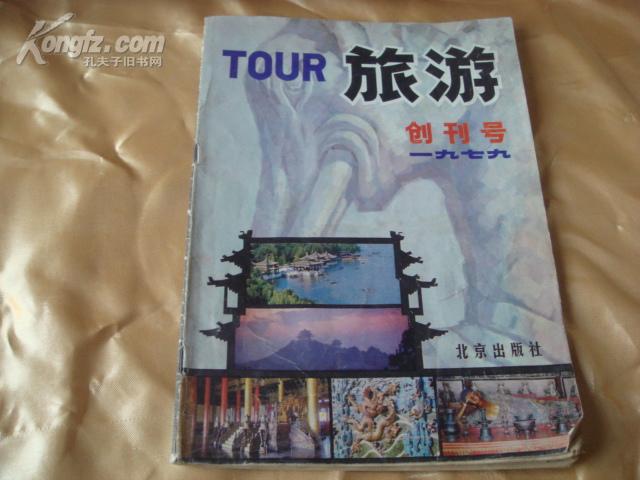 Kongfz.com
孔夫子旧书网
TOUR 旅游
创刊号
一九七九
北京出版社